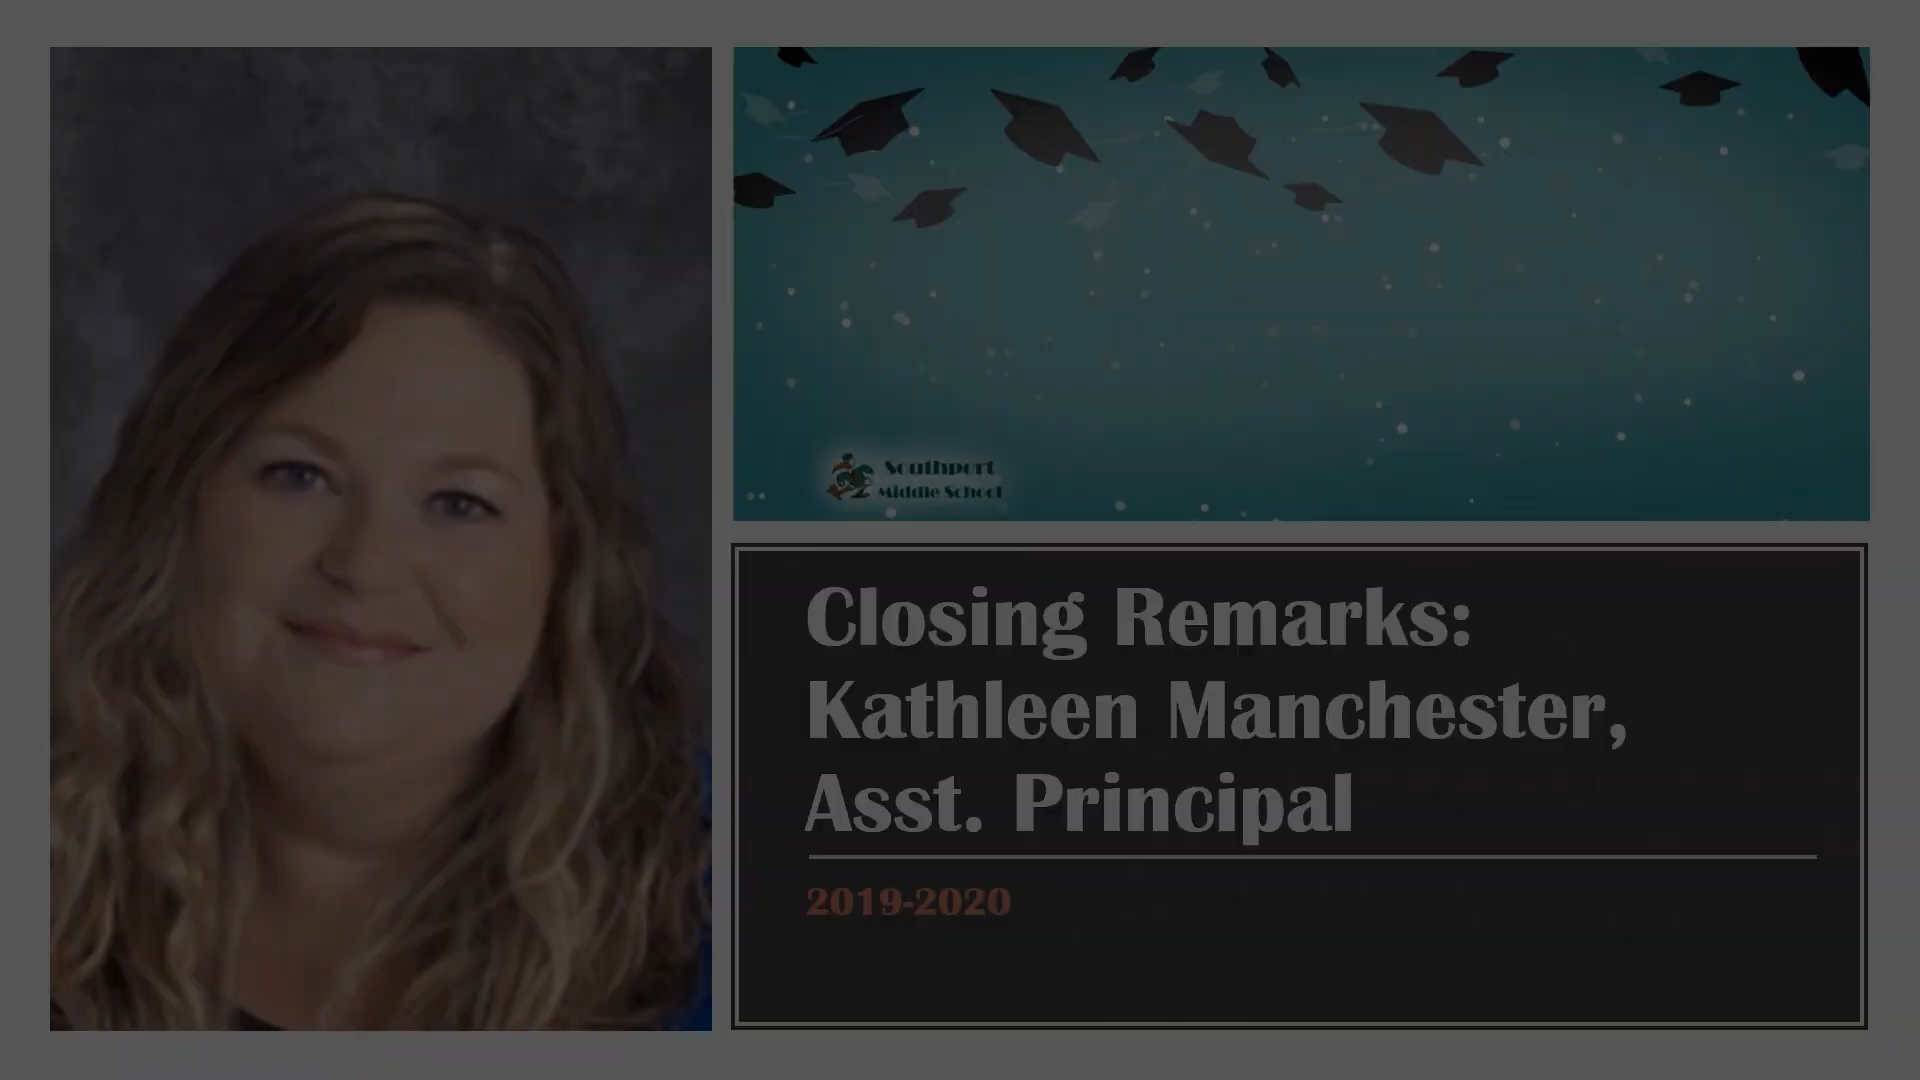 Southport
Middle School
Closing Remarks:
Kathleen Manchester,
Asst. Principal
2019-2020